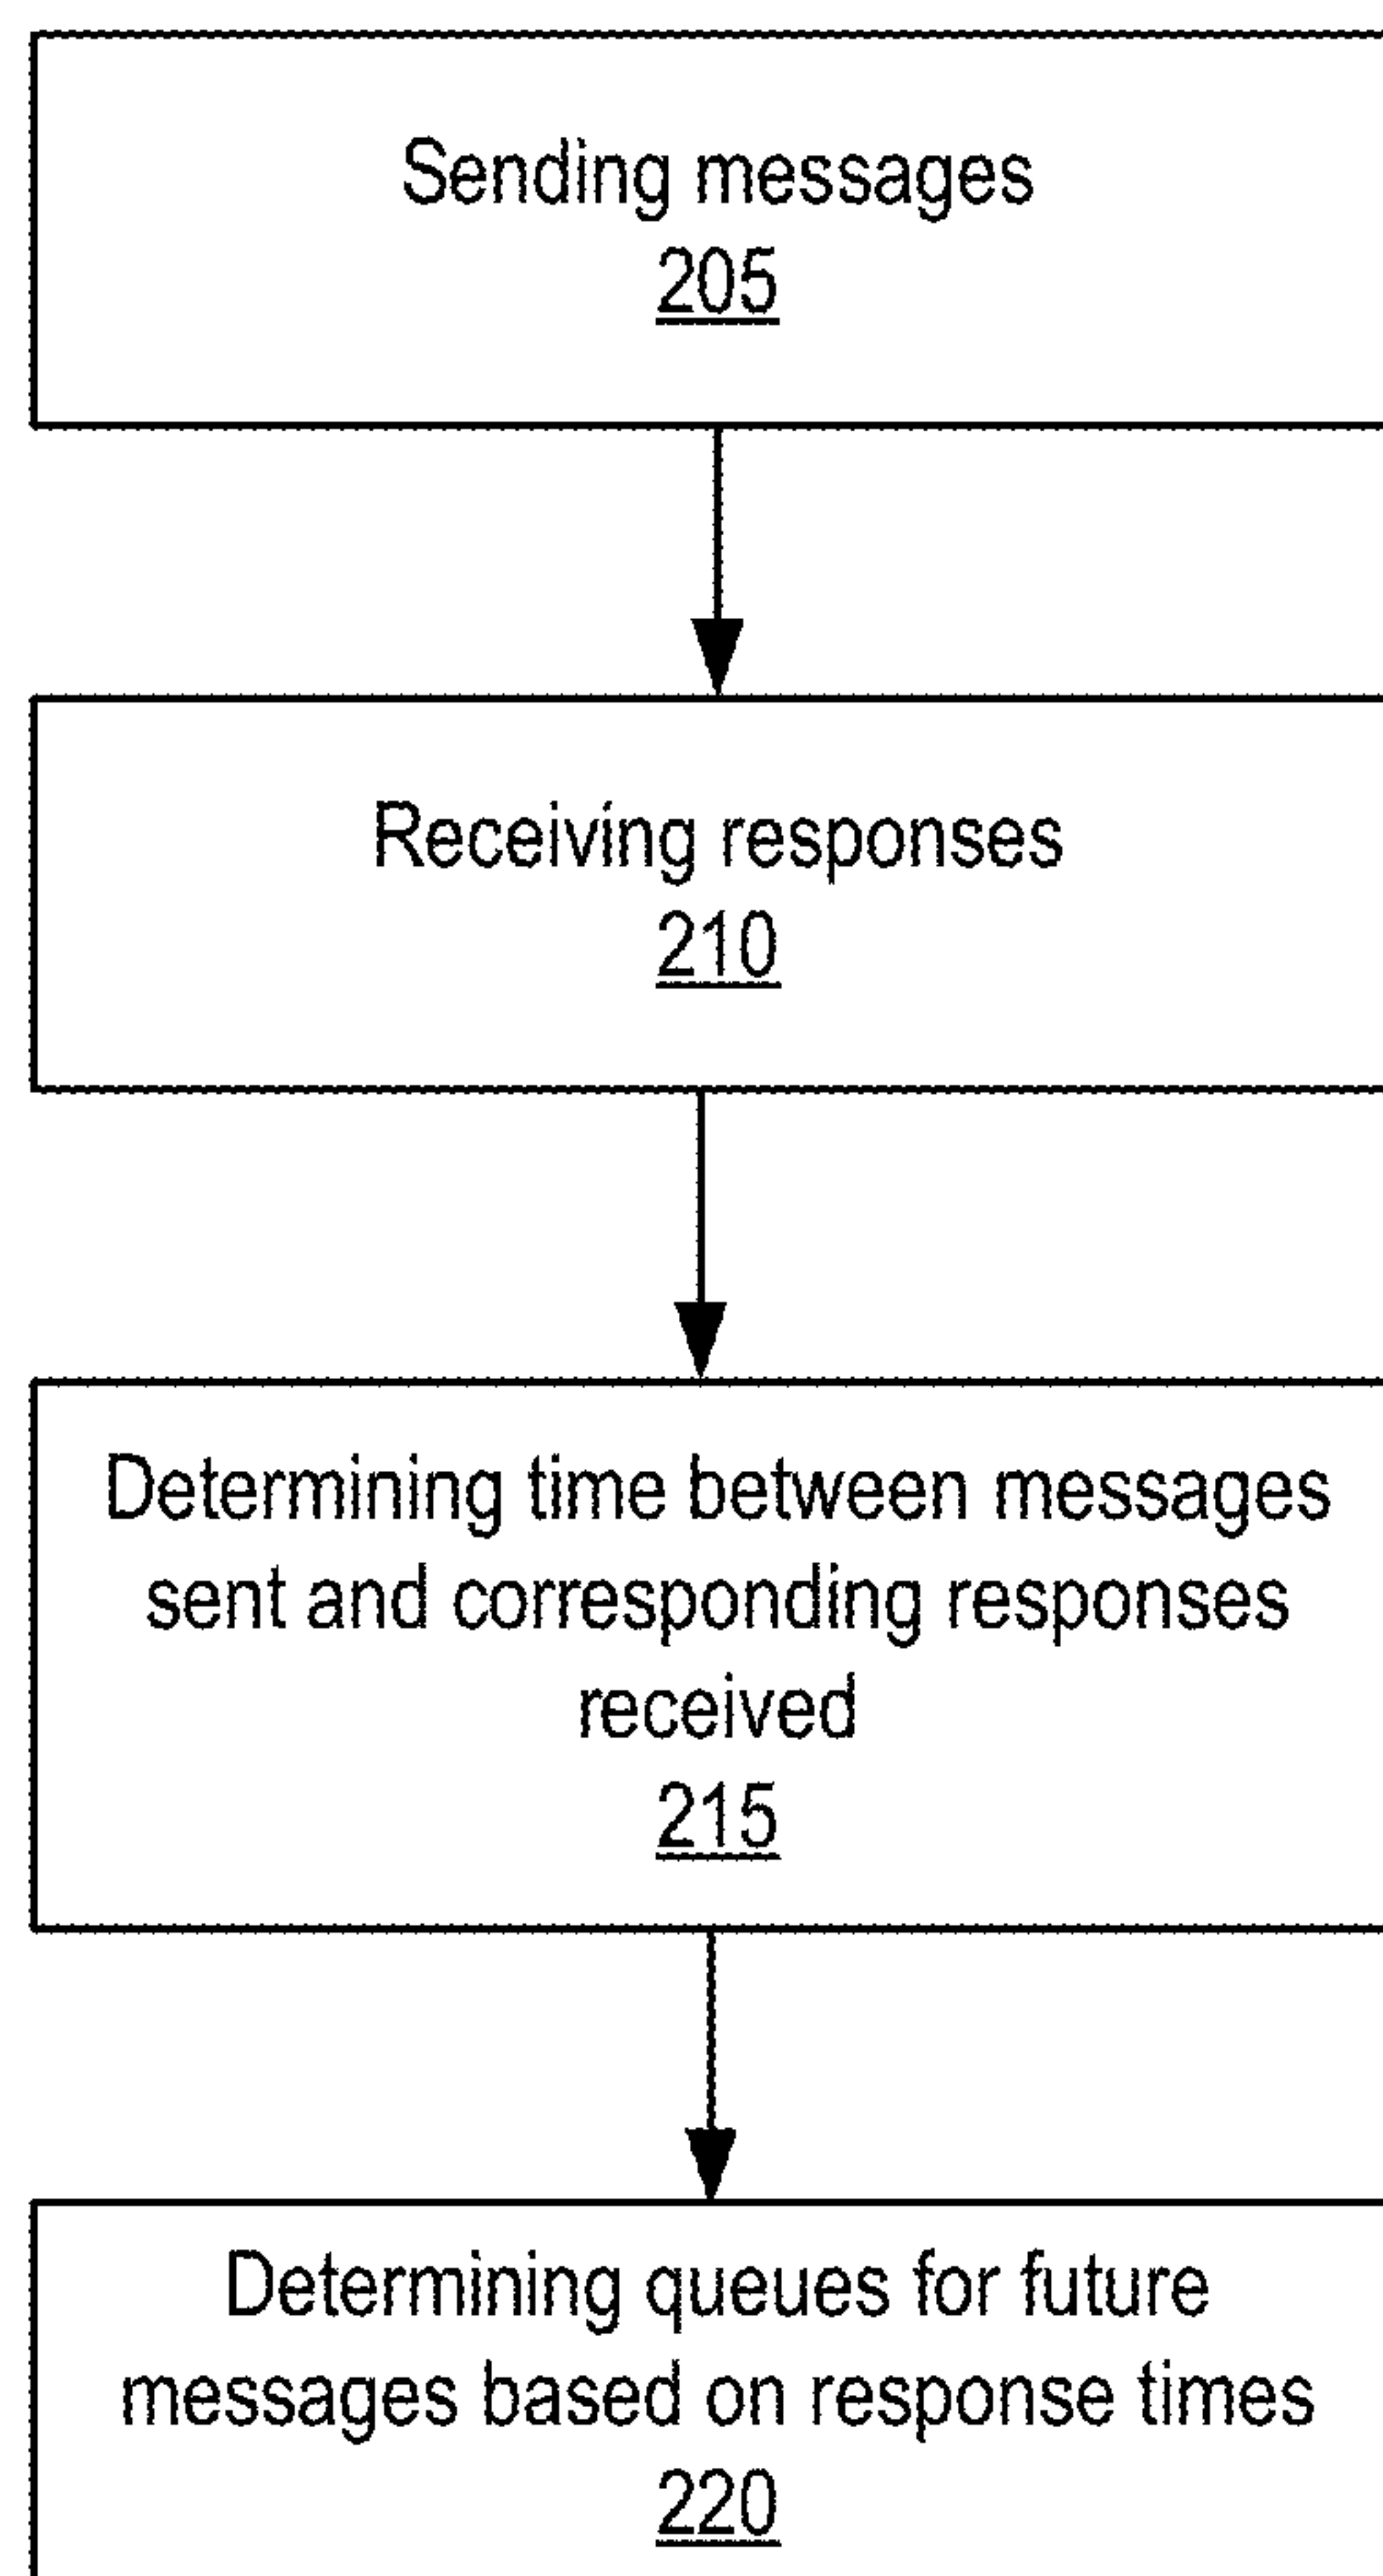 Sending messages
205
Receiving responses
210
Determining time between messages
sent and corresponding responses
received
215
Determining queues for future
messages based on response times
220